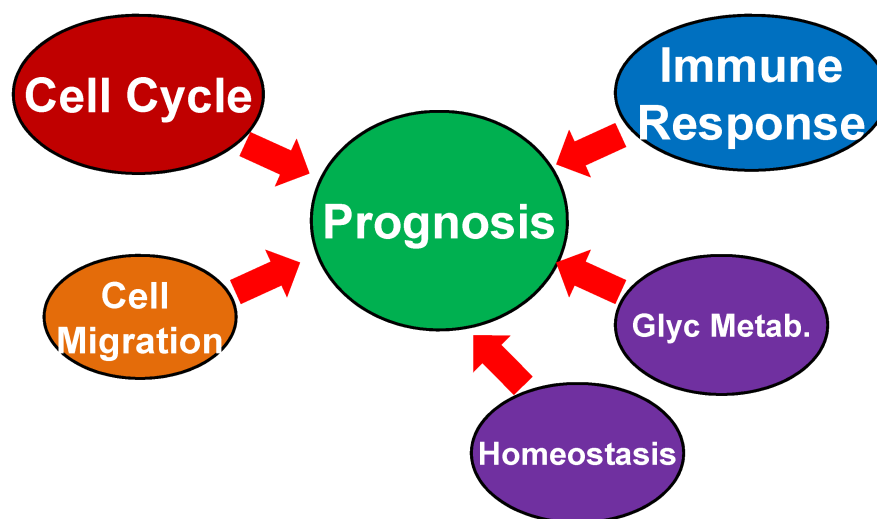 Cell Cycle
Immune
Response
Prognosis
Cell
Migration
Glyc Metab.
Homeostasis